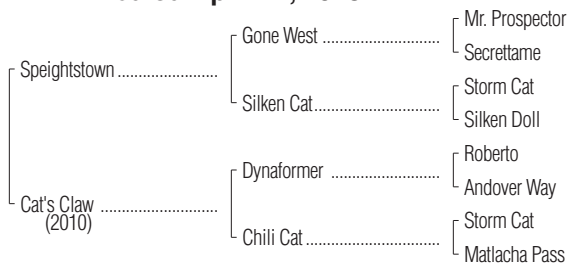 Mr. Prospector
Gone West
Secrettame
Speightstown
Storm Cat
Silken Cat
Silken Doll
Roberto
Dynaformer
Andover Way
Cat's Claw
(2010)
Storm Cat
Chili Cat
Matlacha Pass